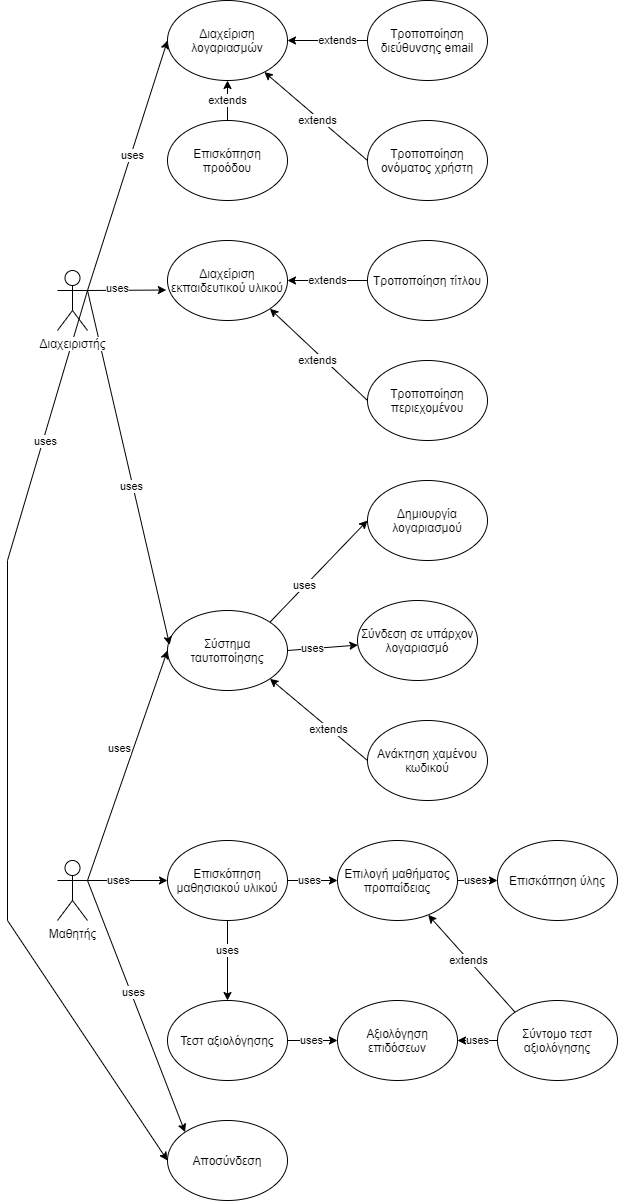 Διαχείριση
λογαριασμών
extends
Τροποποίηση
διεύθυνσης email
extends
extends
uses
Επισκόπηση
προόδου
Τροποποίηση
ονόματος χρήστη
Διαχειριστής
uses
Διαχείριση
εκπαιδευτικού υλικού
extends
Τροποποίηση τίτλου
extends
Τροποποίηση
περιεχομένου
uses
uses
Δημιουργία
λογαριασμού
uses
Σύστημα
ταυτοποίησης
uses
Σύνδεση σε υπάρχον
λογαριασμό
extends
Ανάκτηση χαμένου
κωδικού
uses
Μαθητής
uses
Επισκόπηση
μαθησιακού υλικού
uses
Επιλογή μαθήματος
προπαίδειας
uses
Επισκόπηση ύλης
uses
extends
uses
Τεστ αξιολόγησης
uses
Αξιολόγηση
επιδόσεων
uses
Σύντομο τεστ
αξιολόγησης
Αποσύνδεση